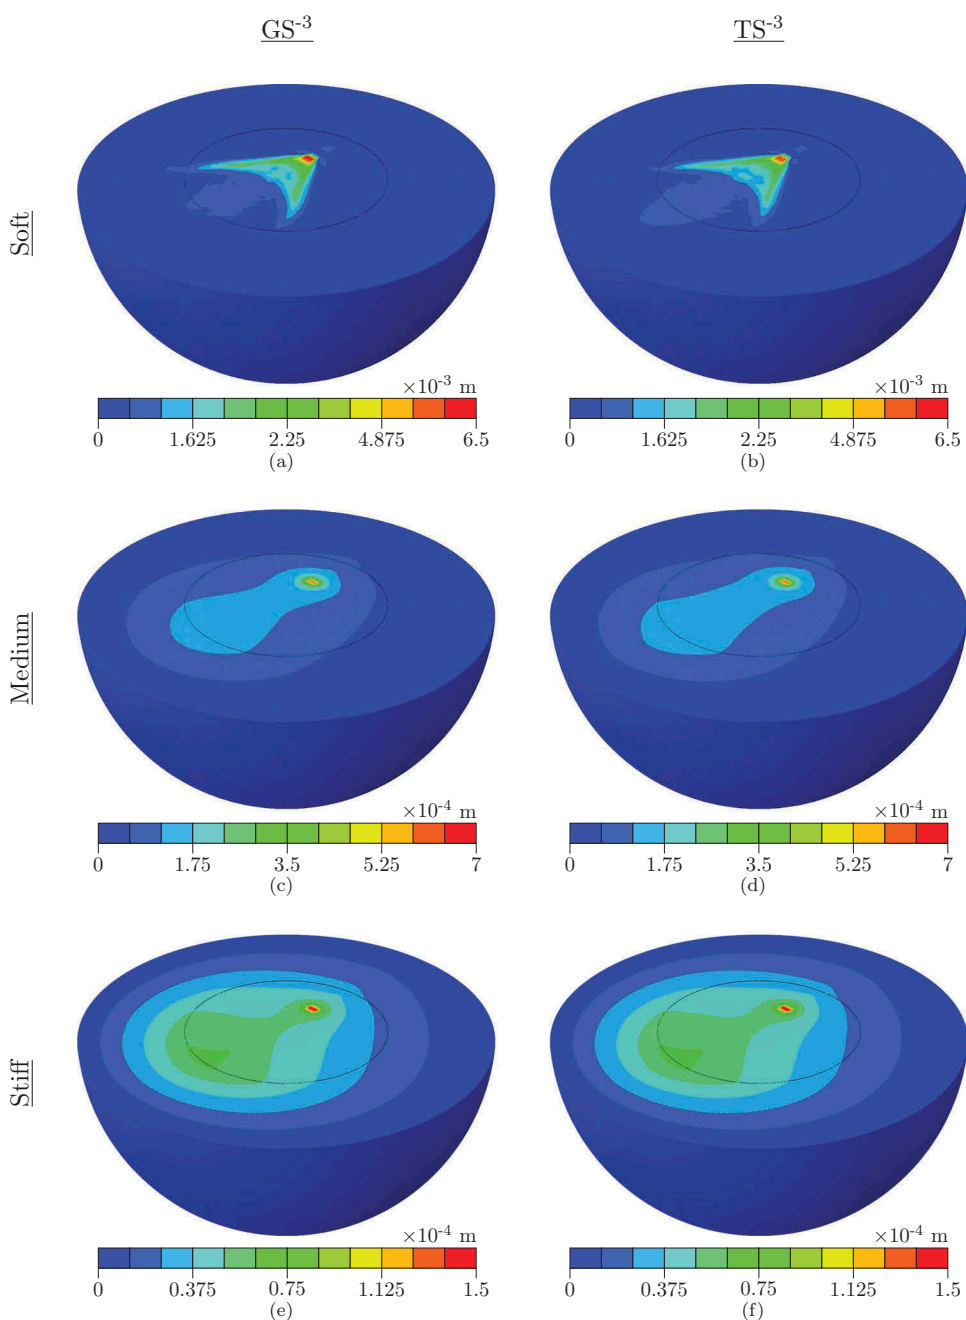 GS⁻³ TS⁻³
Soft
×10⁻³ m ×10⁻³ m
0 1.625 2.25 4.875 6.5 0 1.625 2.25 4.875 6.5
(a) (b)
Medium
×10⁻⁴ m ×10⁻⁴ m
0 1.75 3.5 5.25 7 0 1.75 3.5 5.25 7
(c) (d)
Stiff
×10⁻⁴ m ×10⁻⁴ m
0 0.375 0.75 1.125 1.5 0 0.375 0.75 1.125 1.5
(e) (f)